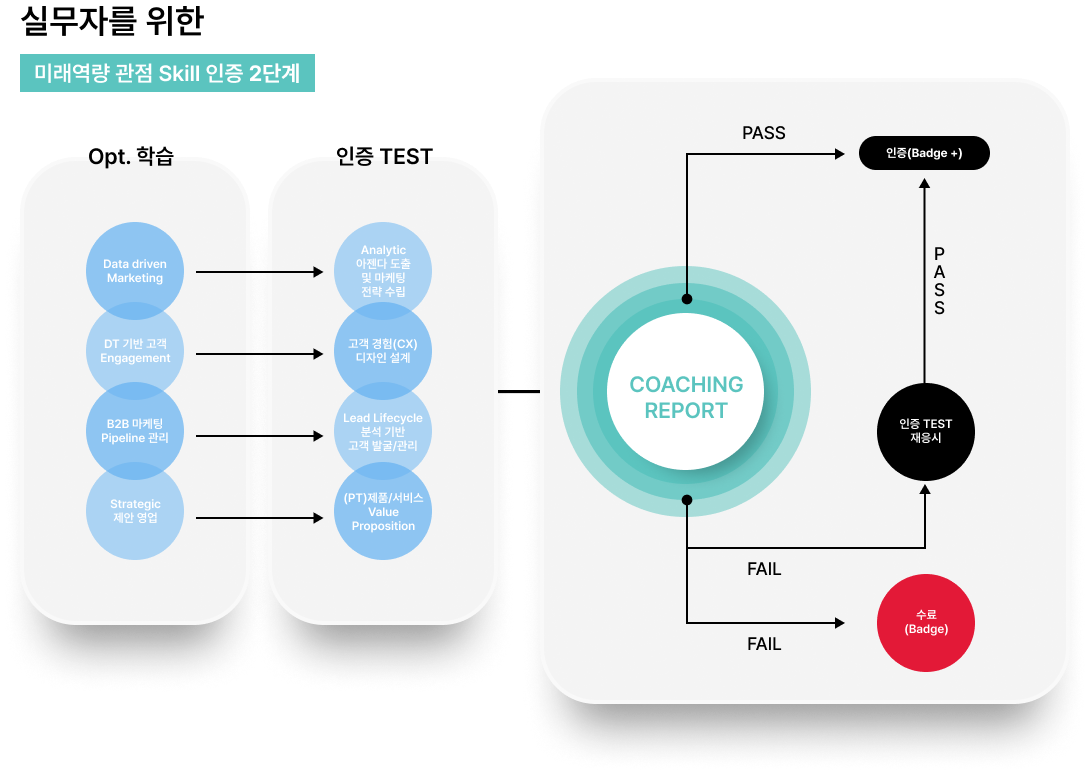 실무자를 위한
미래역량 관점 Skill 인증 2단계
Opt. 학습
Data driven
Marketing
DT 기반 고객
Engagement
B2B 마케팅
Pipeline 관리
Strategic
제안 영업
인증 TEST
Analytic
아젠다 도출
및 마케팅
전략 수립
고객 경험(CX)
디자인 설계
Lead Lifecycle
분석 기반
고객 발굴/관리
(PT)제품/서비스
Value
Proposition
COACHING
REPORT
PASS
인증(Badge +)
P
A
S
S
인증 TEST
재응시
FAIL
수료
(Badge)
FAIL